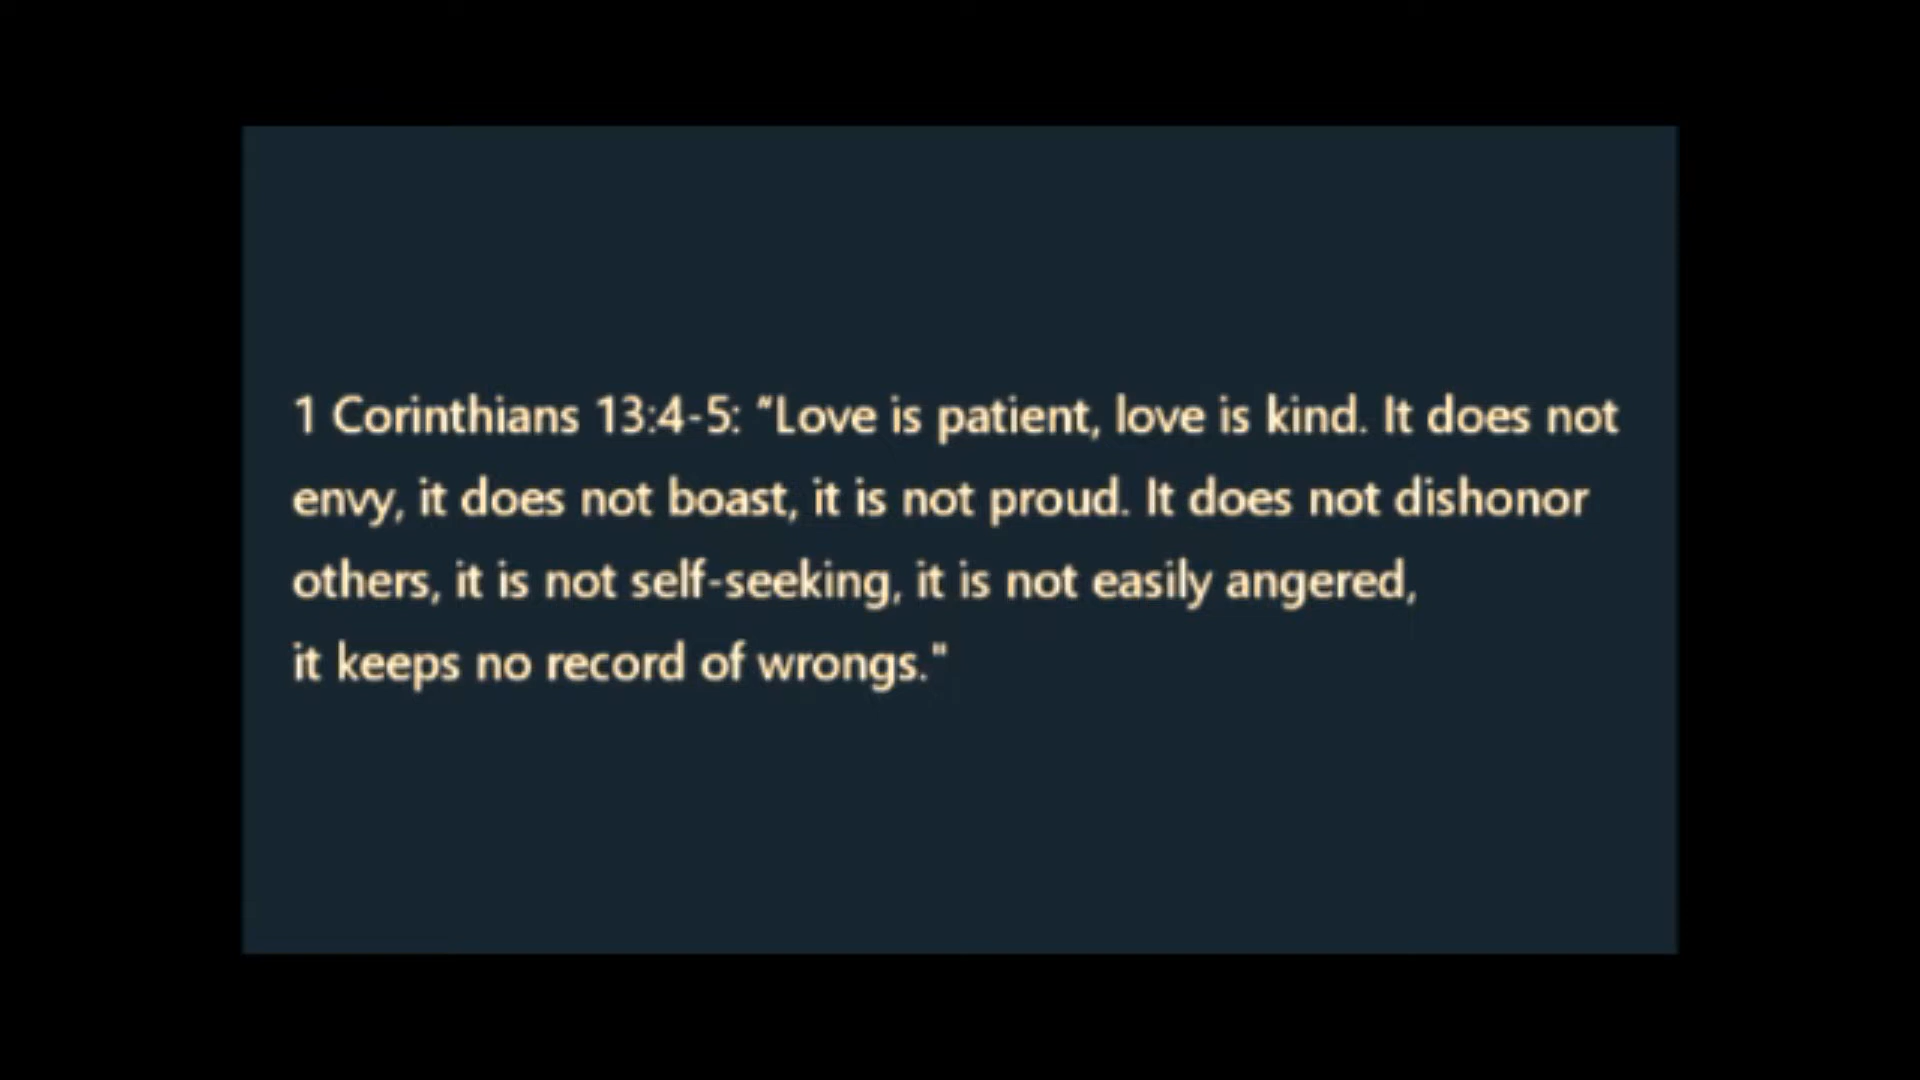 1 Corinthians 13:4-5: “Love is patient, love is kind. It does not
envy, it does not boast, it is not proud. It does not dishonor
others, it is not self-seeking, it is not easily angered,
it keeps no record of wrongs."